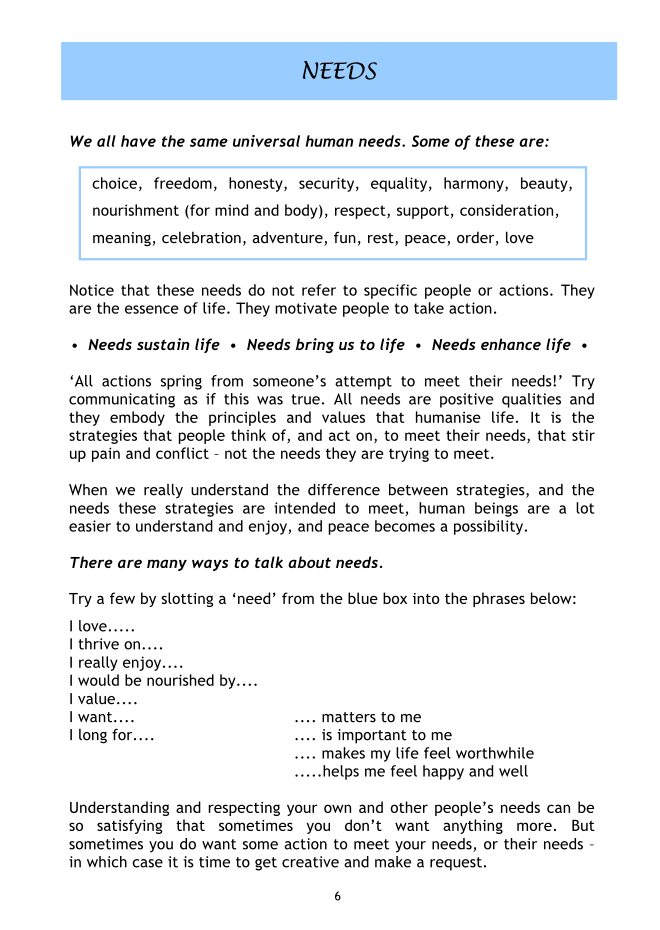 NEEDS
We all have the same universal human needs. Some of these are:
choice, freedom, honesty, security, equality, harmony, beauty,
nourishment (for mind and body), respect, support, consideration,
meaning, celebration, adventure, fun, rest, peace, order, love
Notice that these needs do not refer to specific people or actions. They
are the essence of life. They motivate people to take action.
• Needs sustain life • Needs bring us to life • Needs enhance life •
‘All actions spring from someone’s attempt to meet their needs!’ Try
communicating as if this was true. All needs are positive qualities and
they embody the principles and values that humanise life. It is the
strategies that people think of, and act on, to meet their needs, that stir
up pain and conflict – not the needs they are trying to meet.
When we really understand the difference between strategies, and the
needs these strategies are intended to meet, human beings are a lot
easier to understand and enjoy, and peace becomes a possibility.
There are many ways to talk about needs.
Try a few by slotting a ‘need’ from the blue box into the phrases below:
I love.....
I thrive on....
I really enjoy....
I would be nourished by....
I value....
I want....
I long for....
.... matters to me
.... is important to me
.... makes my life feel worthwhile
.....helps me feel happy and well
Understanding and respecting your own and other people’s needs can be
so satisfying that sometimes you don’t want anything more. But
sometimes you do want some action to meet your needs, or their needs –
in which case it is time to get creative and make a request.
6